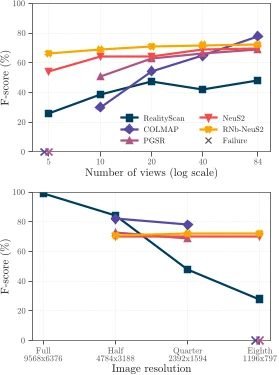 100
80
60
40
20
0
F-score (%)
RealityScan
COLMAP
PGSR
NeuS2
RNb-NeuS2
Failure
5 10 20 40 84
Number of views (log scale)
100
80
60
40
20
0
F-score (%)
Full Half Quarter Eighth
9568x6376 4784x3188 2392x1594 1196x797
Image resolution